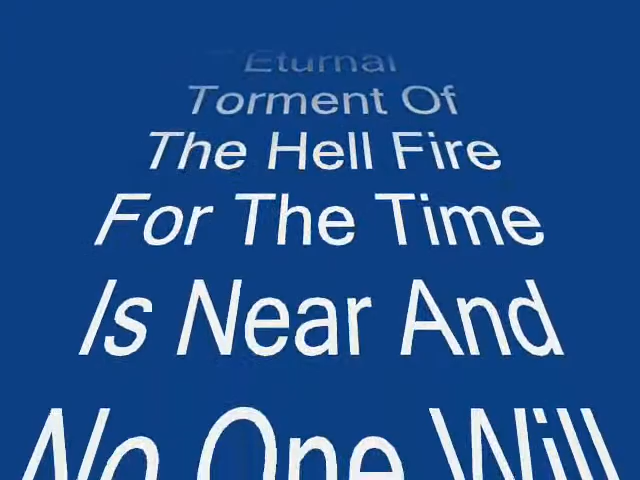 Eturnal
Torment Of
The Hell Fire
For The Time
Is Near And
No One Will